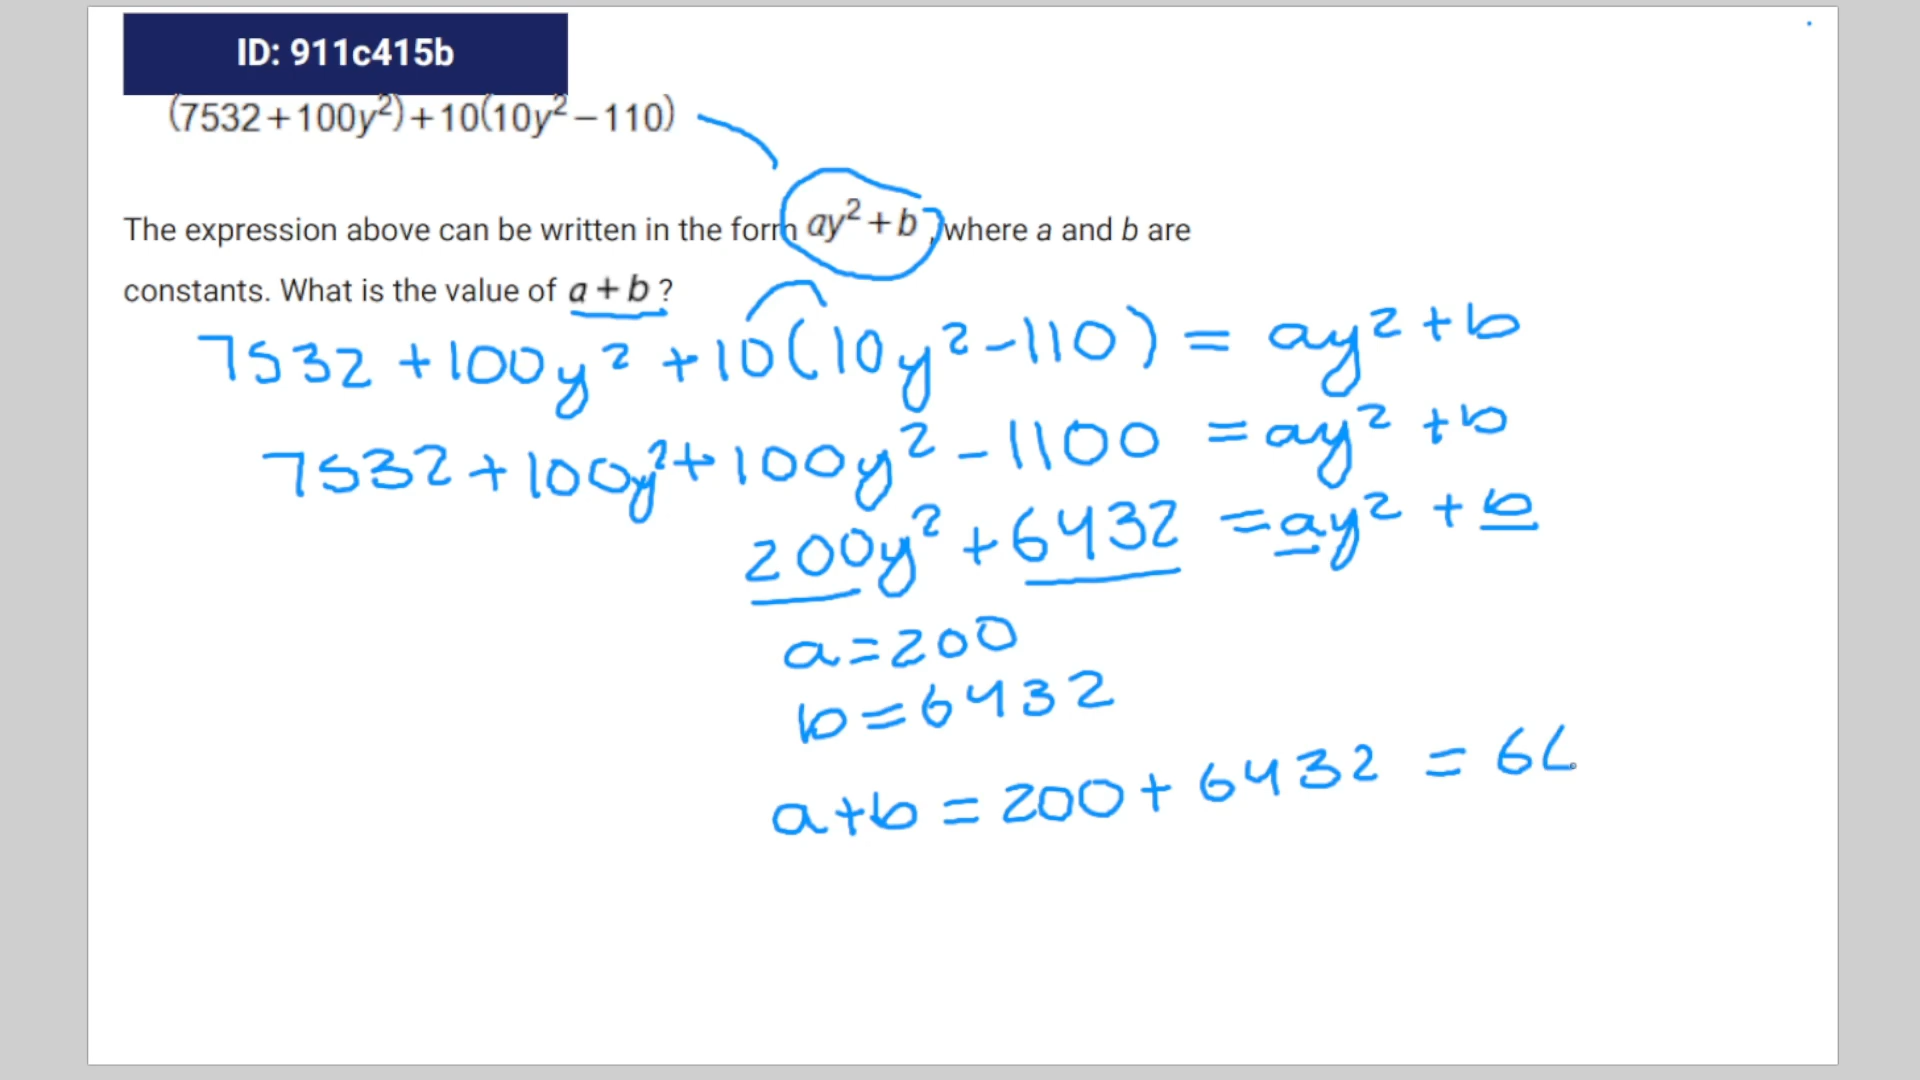 ID: 911c415b
(7532+100y²)+10(10y²−110)
The expression above can be written in the form ay²+b, where a and b are
constants. What is the value of a+b?
7532+100y²+10(10y²-110) = ay²+b
7532+100y²+100y²-1100 = ay²+b
200y²+6432 = ay²+b
a=200
b=6432
a+b=200+6432=6